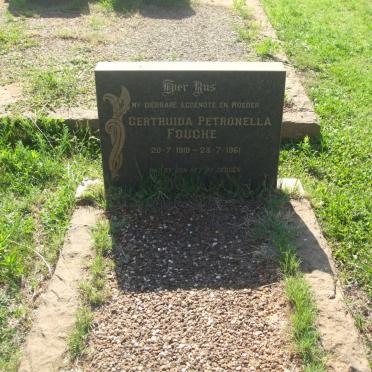 Hier Rus
MY DIERBARE EGGENOTE EN MOEDER
GERTRUIDA PETRONELLA
FOUCHE
20-7-1910 - 23-7-1961